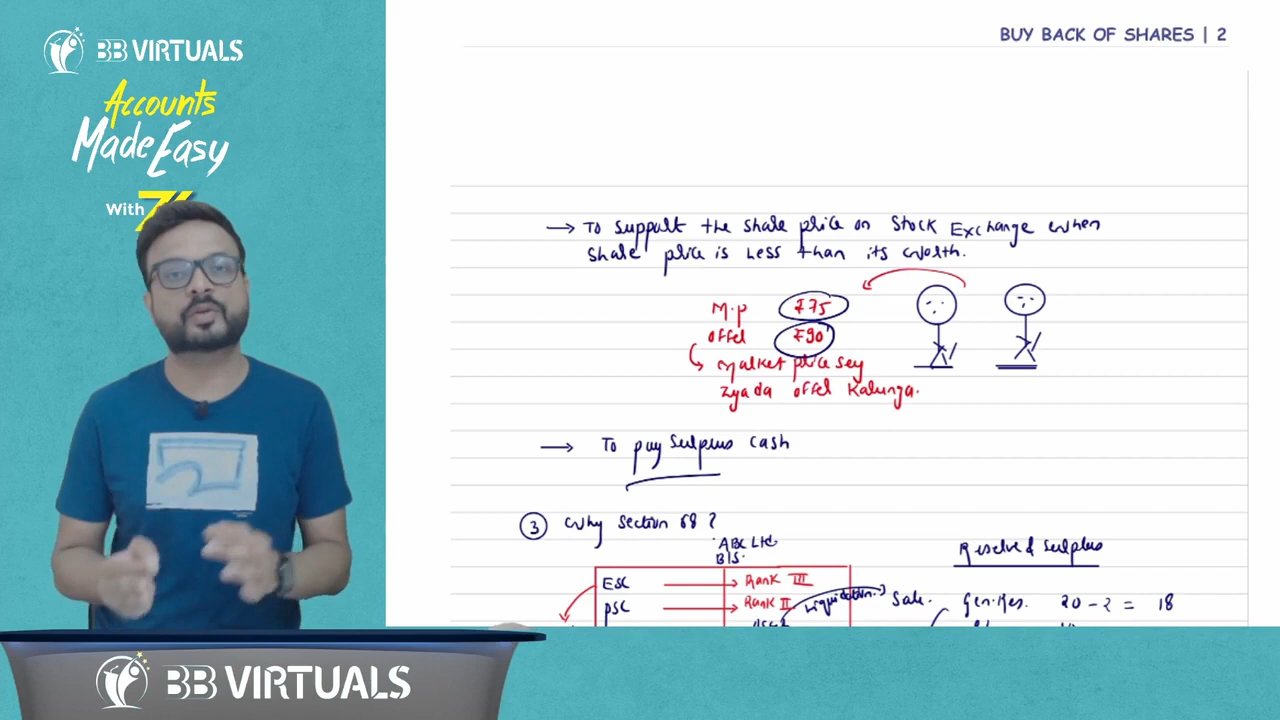 BB VIRTUALS
Accounts
Made Easy
With
BUY BACK OF SHARES | 2
→ To support the share price on Stock Exchange when
share price is less than its worth.
M.p ₹75
offer ₹90
market price sey
zyada offer karunga.
→ To pay surplus cash
3 Why Section 68 ?
ABC Ltd
B/S.
Reserve & Surplus
ESC → Rank III
PSC → Rank II
Liquidation
Sale.
Gen. Res. 20 - 2 = 18
BB VIRTUALS